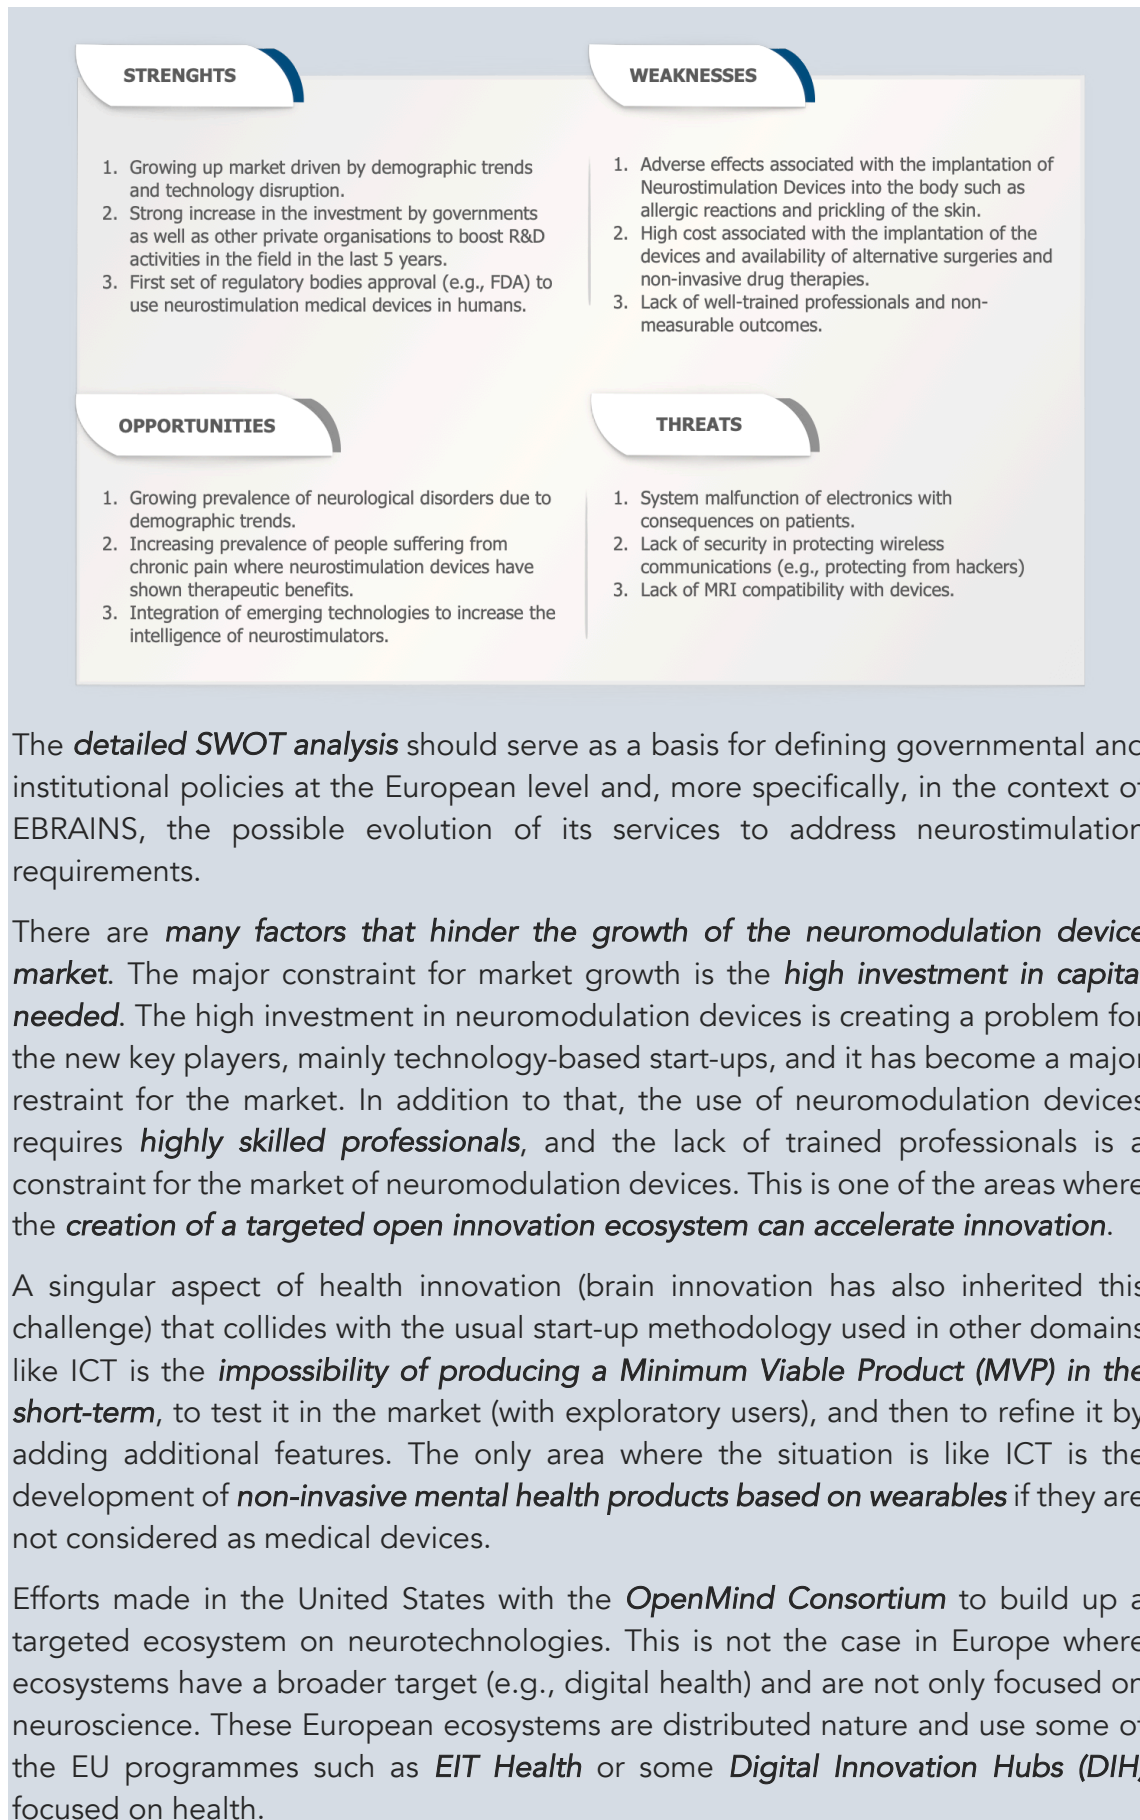 STRENGHTS
1. Growing up market driven by demographic trends
and technology disruption.
2. Strong increase in the investment by governments
as well as other private organisations to boost R&D
activities in the field in the last 5 years.
3. First set of regulatory bodies approval (e.g., FDA) to
use neurostimulation medical devices in humans.
WEAKNESSES
1. Adverse effects associated with the implantation of
Neurostimulation Devices into the body such as
allergic reactions and prickling of the skin.
2. High cost associated with the implantation of the
devices and availability of alternative surgeries and
non-invasive drug therapies.
3. Lack of well-trained professionals and non-
measurable outcomes.
OPPORTUNITIES
1. Growing prevalence of neurological disorders due to
demographic trends.
2. Increasing prevalence of people suffering from
chronic pain where neurostimulation devices have
shown therapeutic benefits.
3. Integration of emerging technologies to increase the
intelligence of neurostimulators.
THREATS
1. System malfunction of electronics with
consequences on patients.
2. Lack of security in protecting wireless
communications (e.g., protecting from hackers)
3. Lack of MRI compatibility with devices.
The detailed SWOT analysis should serve as a basis for defining governmental and
institutional policies at the European level and, more specifically, in the context of
EBRAINS, the possible evolution of its services to address neurostimulation
requirements.
There are many factors that hinder the growth of the neuromodulation device
market. The major constraint for market growth is the high investment in capital
needed. The high investment in neuromodulation devices is creating a problem for
the new key players, mainly technology-based start-ups, and it has become a major
restraint for the market. In addition to that, the use of neuromodulation devices
requires highly skilled professionals, and the lack of trained professionals is a
constraint for the market of neuromodulation devices. This is one of the areas where
the creation of a targeted open innovation ecosystem can accelerate innovation.
A singular aspect of health innovation (brain innovation has also inherited this
challenge) that collides with the usual start-up methodology used in other domains
like ICT is the impossibility of producing a Minimum Viable Product (MVP) in the
short-term, to test it in the market (with exploratory users), and then to refine it by
adding additional features. The only area where the situation is like ICT is the
development of non-invasive mental health products based on wearables if they are
not considered as medical devices.
Efforts made in the United States with the OpenMind Consortium to build up a
targeted ecosystem on neurotechnologies. This is not the case in Europe where
ecosystems have a broader target (e.g., digital health) and are not only focused on
neuroscience. These European ecosystems are distributed nature and use some of
the EU programmes such as EIT Health or some Digital Innovation Hubs (DIH)
focused on health.